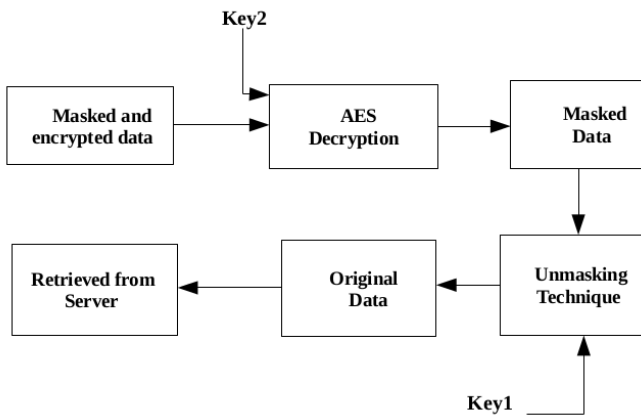 Key2
Masked and
encrypted data
AES
Decryption
Masked
Data
Retrieved from
Server
Original
Data
Unmasking
Technique
Key1